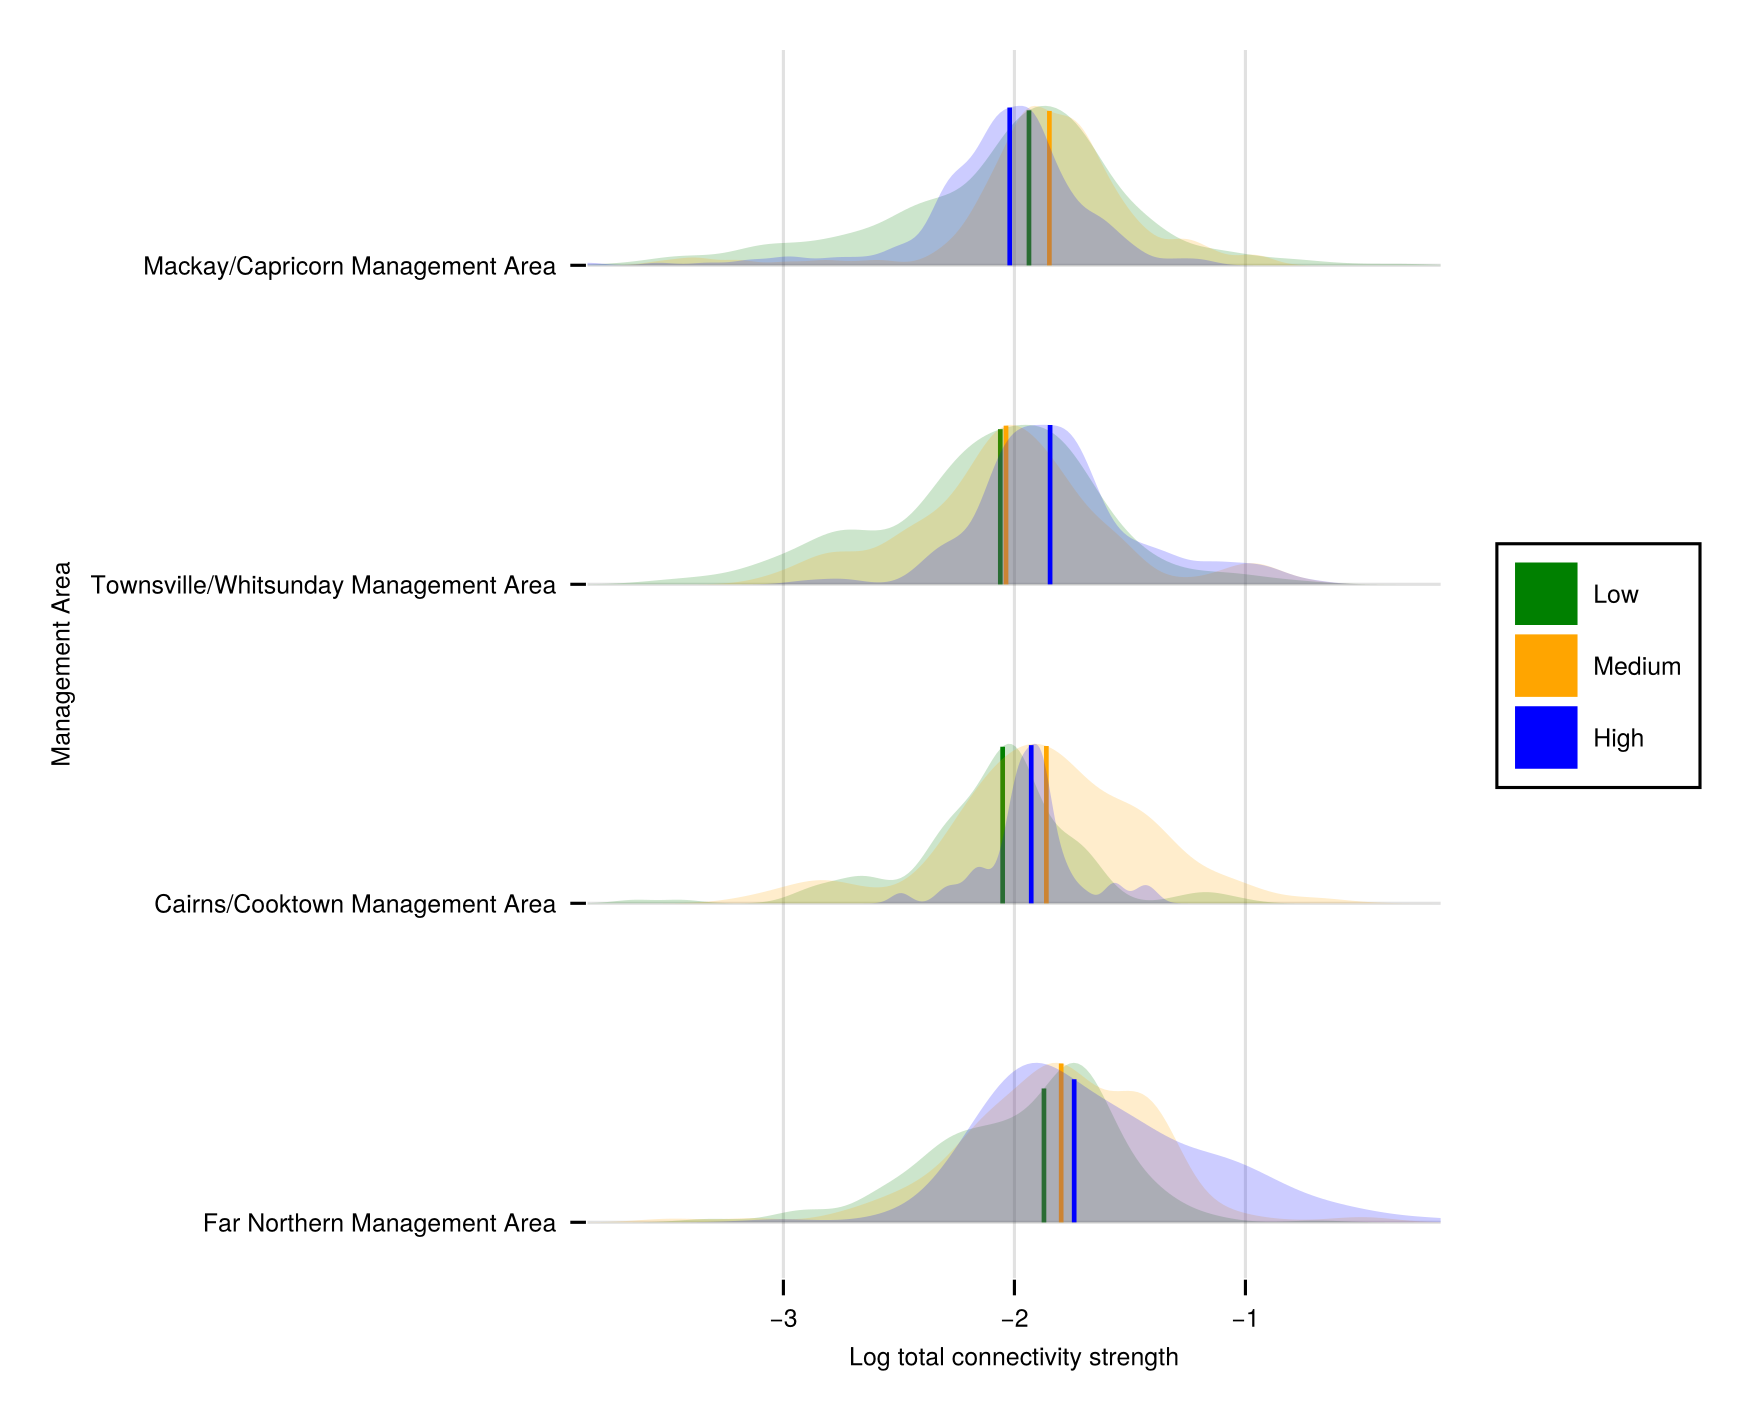 Mackay/Capricorn Management Area
Townsville/Whitsunday Management Area
Cairns/Cooktown Management Area
Far Northern Management Area
Management Area
−3
−2
−1
Log total connectivity strength
Low
Medium
High